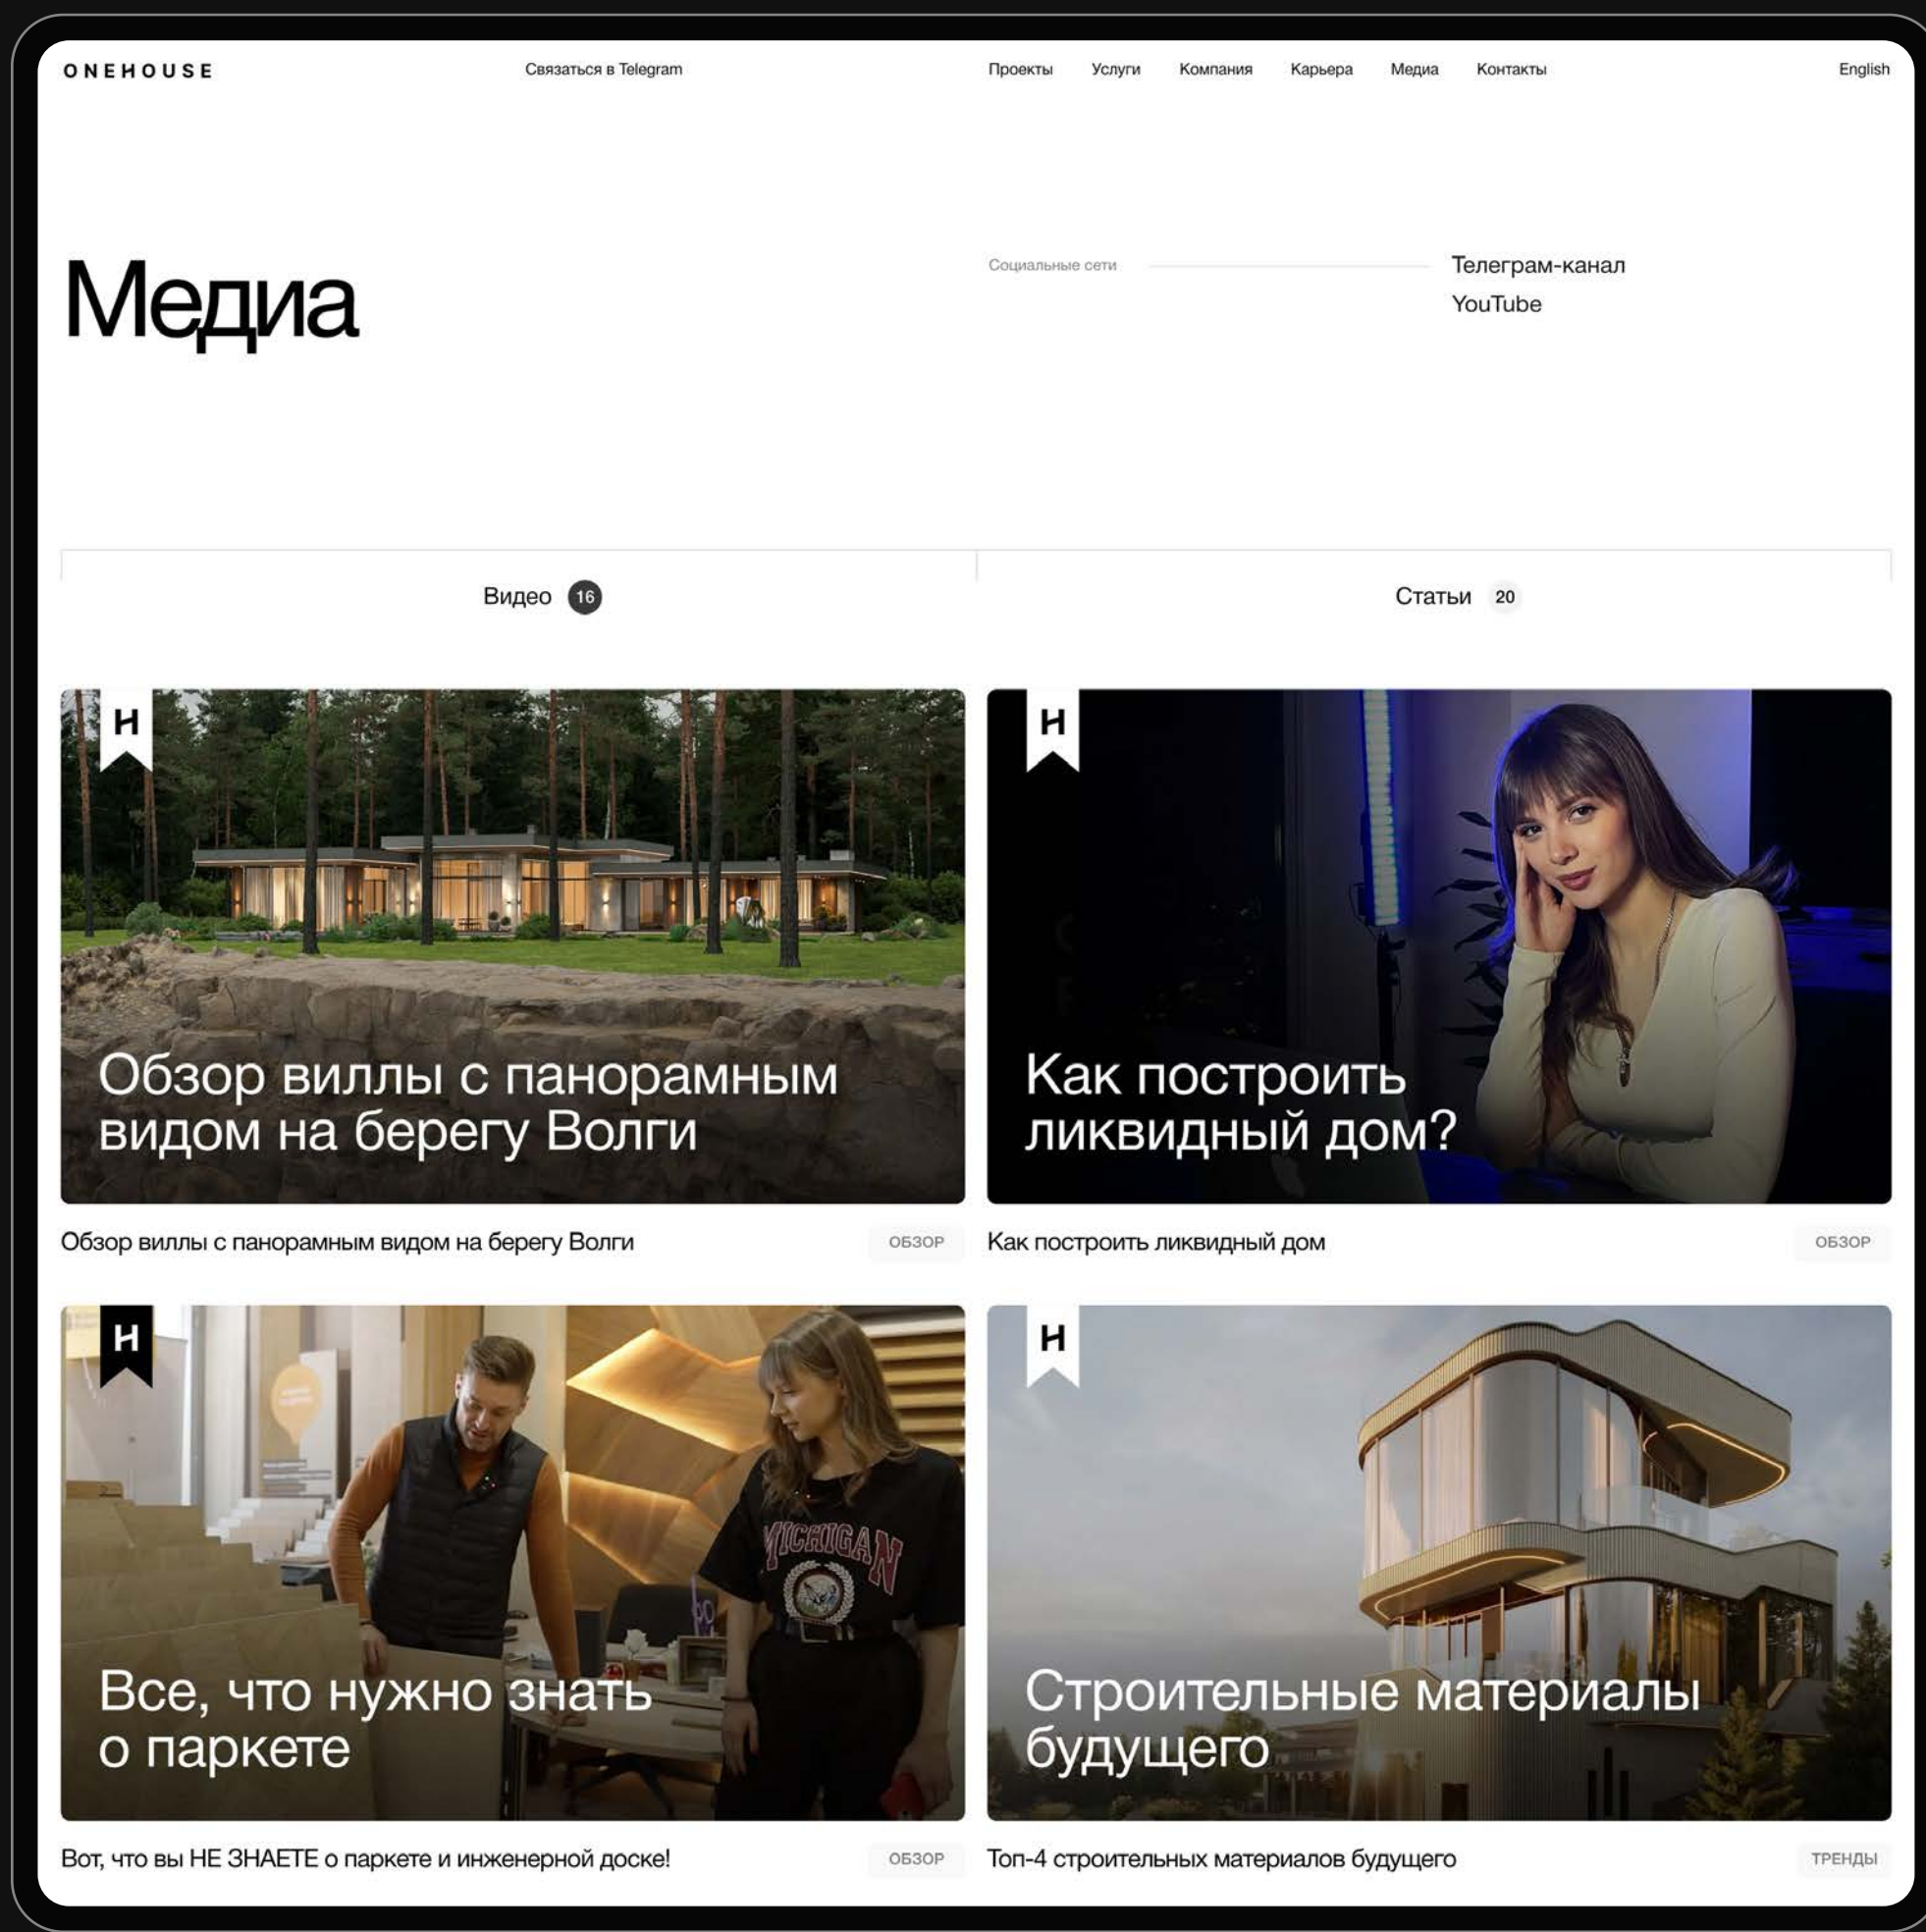 ONEHOUSE
Связаться в Telegram
Проекты
Услуги
Компания
Карьера
Медиа
Контакты
English
Медиа
Социальные сети
Телеграм-канал
YouTube
Видео 16
Статьи 20
H
Обзор виллы с панорамным
видом на берегу Волги
H
Как построить
ликвидный дом?
Обзор виллы с панорамным видом на берегу Волги
ОБЗОР
Как построить ликвидный дом
ОБЗОР
H
MICHIGAN
Все, что нужно знать
о паркете
H
Строительные материалы
будущего
Вот, что вы НЕ ЗНАЕТЕ о паркете и инженерной доске!
ОБЗОР
Топ-4 строительных материалов будущего
ТРЕНДЫ